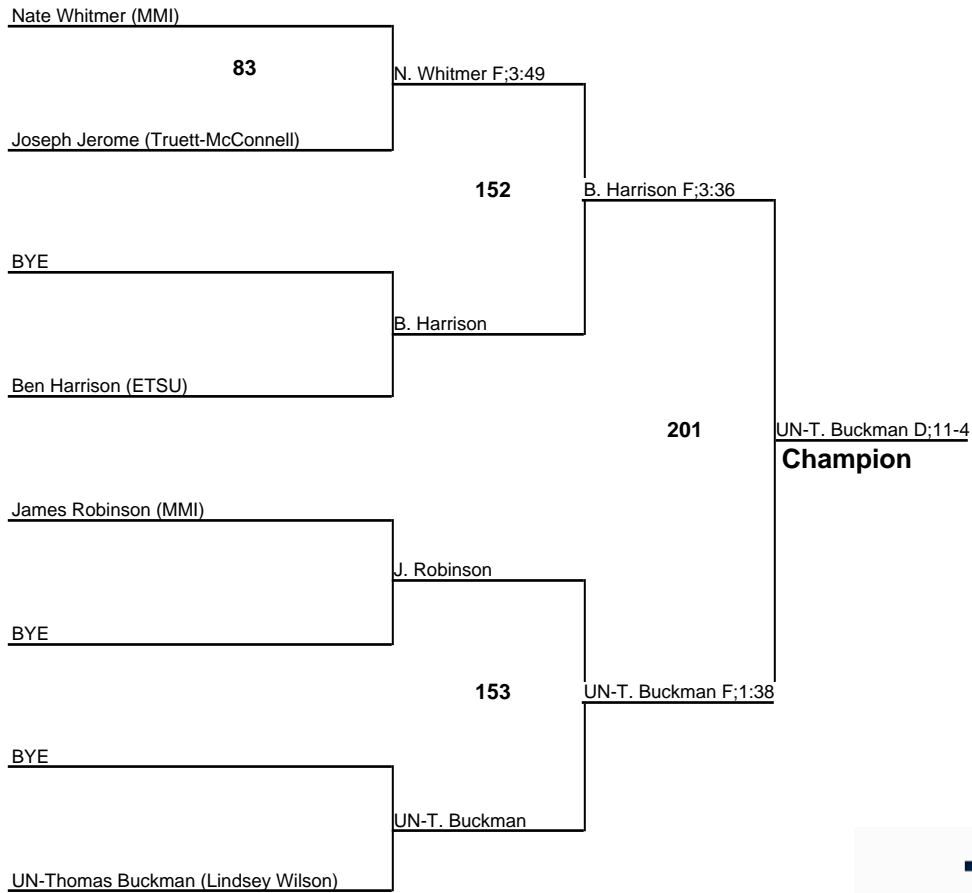 Nate Whitmer (MMI)
83
N. Whitmer F;3:49
Joseph Jerome (Truett-McConnell)
152
B. Harrison F;3:36
BYE
B. Harrison
Ben Harrison (ETSU)
201
UN-T. Buckman D;11-4
Champion
James Robinson (MMI)
J. Robinson
BYE
153
UN-T. Buckman F;1:38
BYE
UN-T. Buckman
UN-Thomas Buckman (Lindsey Wilson)